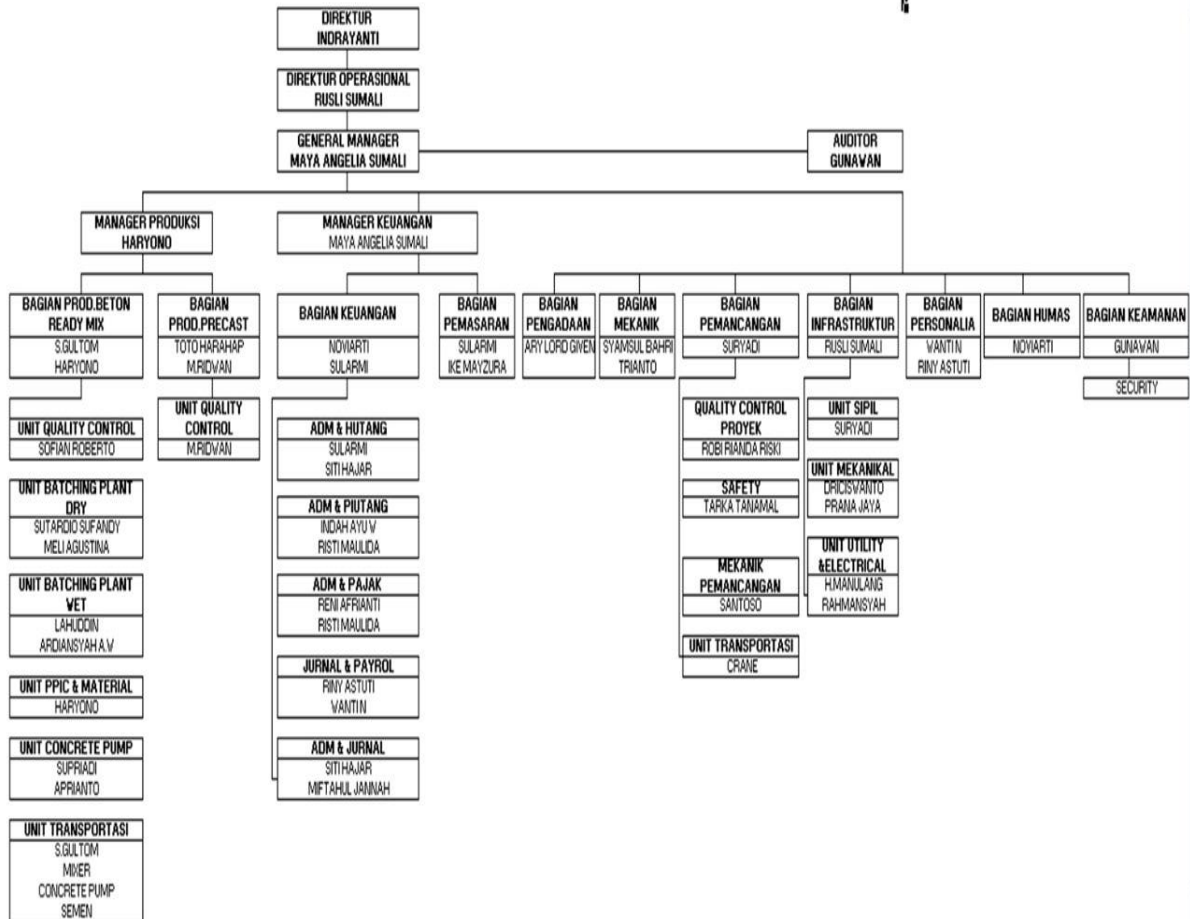 DIREKTUR
INDRAYANTI
DIREKTUR OPERASIONAL
RUSLI SUMALI
GENERAL MANAGER
MAYA ANGELIA SUMALI
AUDITOR
GUNAWAN
MANAGER PRODUKSI
HARYONO
MANAGER KEUANGAN
MAYA ANGELIA SUMALI
BAGIAN PROD.BETON
READY MIX
S.GULTOM
HARYONO
BAGIAN
PROD.PRECAST
TOTO HARAHAP
M.RIDWAN
BAGIAN KEUANGAN
NOVIARTI
SULARMI
BAGIAN
PEMASARAN
SULARMI
IKE MAYZURA
BAGIAN
PENGADAAN
ARY LORD GIVEN
BAGIAN
MEKANIK
SYAMSUL BAHRI
TRIANTO
BAGIAN
PEMANCANGAN
SURYADI
BAGIAN
INFRASTRUKTUR
RUSLI SUMALI
BAGIAN
PERSONALIA
WANTI N
RINY ASTUTI
BAGIAN HUMAS
NOVIARTI
BAGIAN KEAMANAN
GUNAWAN
SECURITY
UNIT QUALITY CONTROL
SOFIAN ROBERTO
UNIT BATCHING PLANT
DRY
SUTARDIO SUFANDY
MELI AGUSTINA
UNIT BATCHING PLANT
WET
LAHUDDIN
ARDIANSYAH A.W
UNIT PPIC & MATERIAL
HARYONO
UNIT CONCRETE PUMP
SUPRIADI
APRIANTO
UNIT TRANSPORTASI
S.GULTOM
MIXER
CONCRETE PUMP
SEMEN
UNIT QUALITY
CONTROL
M.RIDWAN
ADM & HUTANG
SULARMI
SITI HAJAR
ADM & PIUTANG
INDAH AYU W
RISTI MAULIDA
ADM & PAJAK
RENI AFRIANTI
RISTI MAULIDA
JURNAL & PAYROL
RINY ASTUTI
WANTI N
ADM & JURNAL
SITI HAJAR
MIFTAHUL JANNAH
QUALITY CONTROL
PROYEK
ROBI RIANDA RISKI
SAFETY
TARKA TANAMAL
MEKANIK
PEMANCANGAN
SANTOSO
UNIT TRANSPORTASI
CRANE
UNIT SIPIL
SURYADI
UNIT MEKANIKAL
DRICISWANTO
PRANA JAYA
UNIT UTILITY
&ELECTRICAL
H.MANULANG
RAHMANSYAH